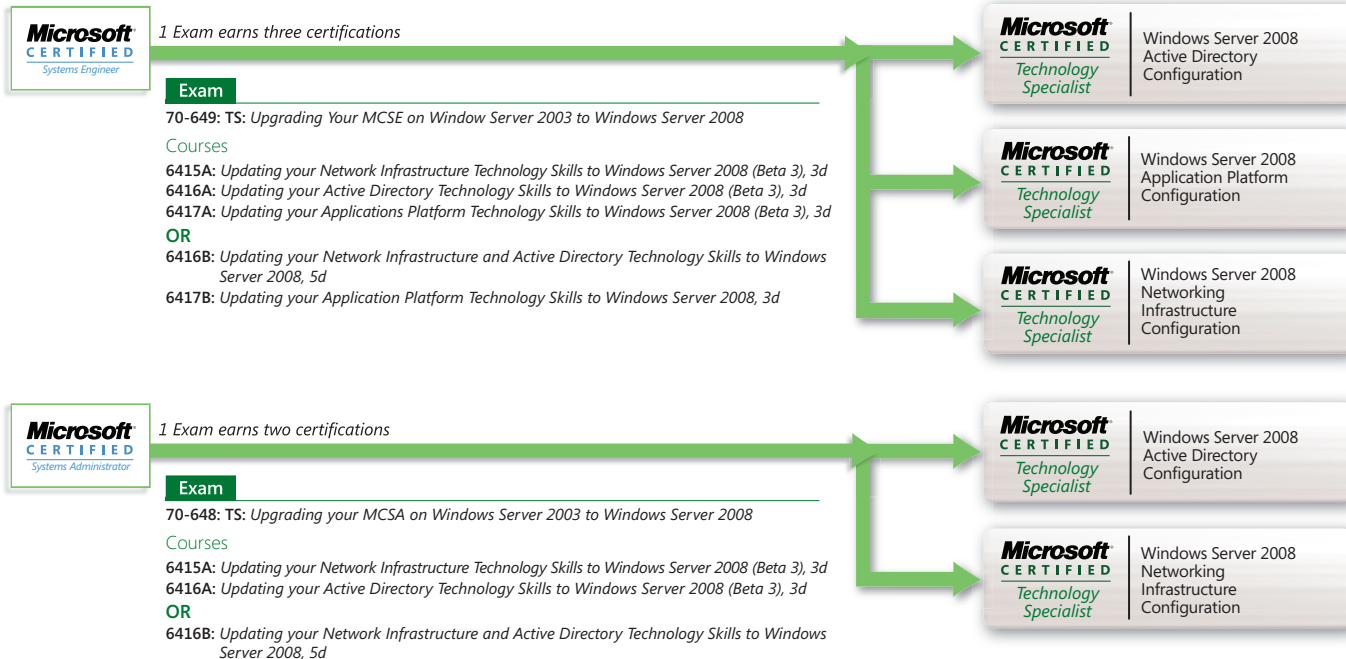 Microsoft
CERTIFIED
Systems Engineer
1 Exam earns three certifications
Exam
70-649: TS: Upgrading Your MCSE on Window Server 2003 to Windows Server 2008
Courses
6415A: Updating your Network Infrastructure Technology Skills to Windows Server 2008 (Beta 3), 3d
6416A: Updating your Active Directory Technology Skills to Windows Server 2008 (Beta 3), 3d
6417A: Updating your Applications Platform Technology Skills to Windows Server 2008 (Beta 3), 3d
OR
6416B: Updating your Network Infrastructure and Active Directory Technology Skills to Windows
Server 2008, 5d
6417B: Updating your Application Platform Technology Skills to Windows Server 2008, 3d
Microsoft
CERTIFIED
Technology
Specialist
Windows Server 2008
Active Directory
Configuration
Microsoft
CERTIFIED
Technology
Specialist
Windows Server 2008
Application Platform
Configuration
Microsoft
CERTIFIED
Technology
Specialist
Windows Server 2008
Networking
Infrastructure
Configuration
Microsoft
CERTIFIED
Systems Administrator
1 Exam earns two certifications
Exam
70-648: TS: Upgrading your MCSA on Windows Server 2003 to Windows Server 2008
Courses
6415A: Updating your Network Infrastructure Technology Skills to Windows Server 2008 (Beta 3), 3d
6416A: Updating your Active Directory Technology Skills to Windows Server 2008 (Beta 3), 3d
OR
6416B: Updating your Network Infrastructure and Active Directory Technology Skills to Windows
Server 2008, 5d
Microsoft
CERTIFIED
Technology
Specialist
Windows Server 2008
Active Directory
Configuration
Microsoft
CERTIFIED
Technology
Specialist
Windows Server 2008
Networking
Infrastructure
Configuration